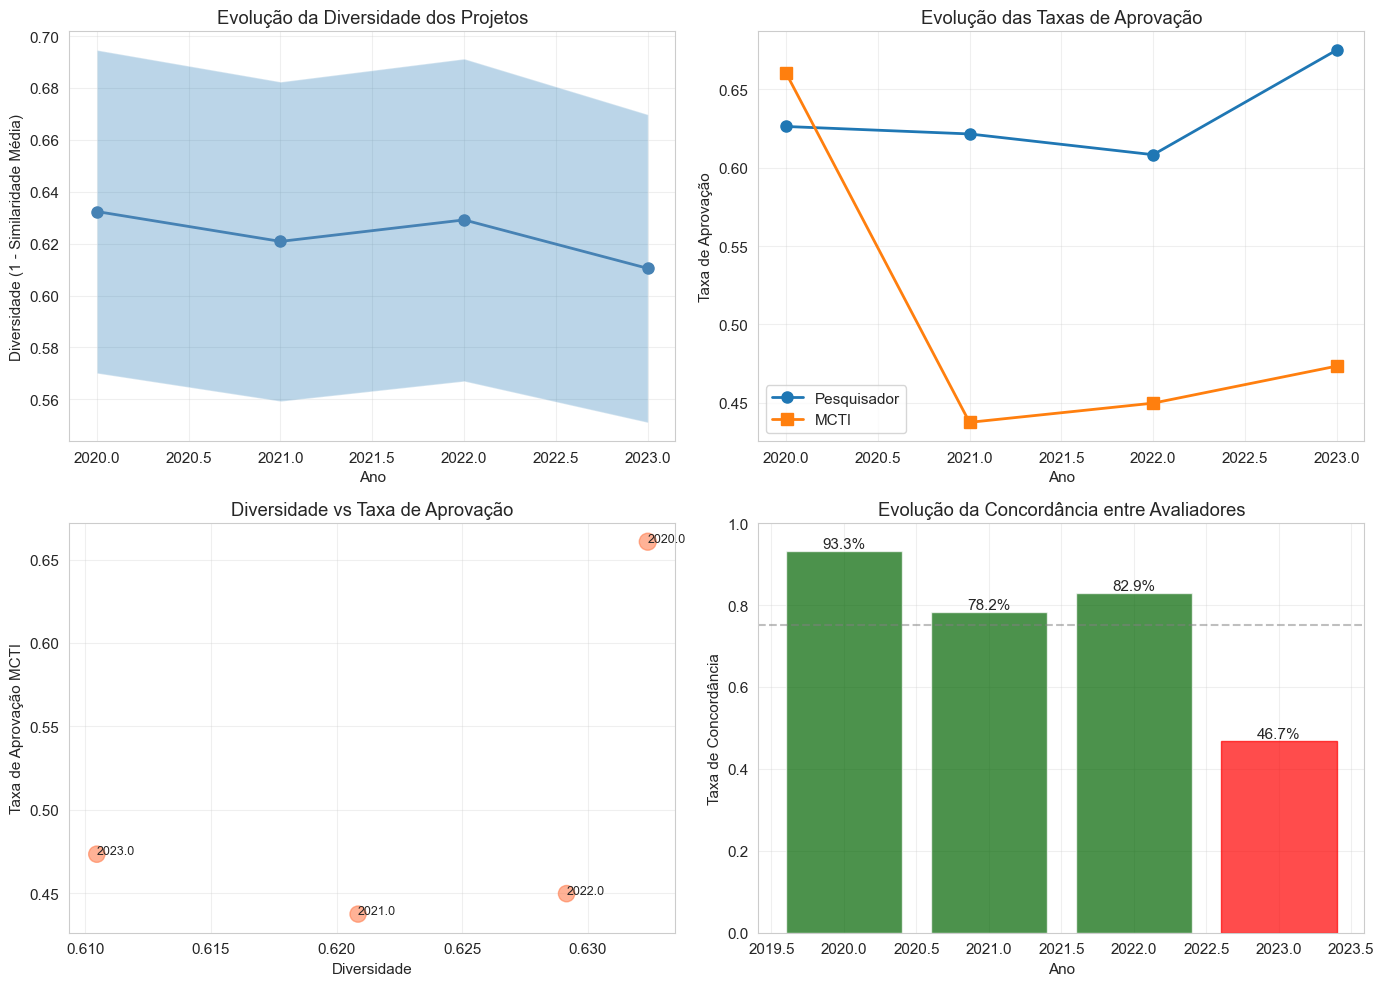 Evolução da Diversidade dos Projetos
Diversidade (1 - Similaridade Média)
0.70
0.68
0.66
0.64
0.62
0.60
0.58
0.56
2020.0 2020.5 2021.0 2021.5 2022.0 2022.5 2023.0
Ano
Evolução das Taxas de Aprovação
Taxa de Aprovação
0.65
0.60
0.55
0.50
0.45
Pesquisador
MCTI
2020.0 2020.5 2021.0 2021.5 2022.0 2022.5 2023.0
Ano
Diversidade vs Taxa de Aprovação
Taxa de Aprovação MCTI
0.65
0.60
0.55
0.50
0.45
2020.0
2023.0
2022.0
2021.0
0.610 0.615 0.620 0.625 0.630
Diversidade
Evolução da Concordância entre Avaliadores
Taxa de Concordância
1.0
0.8
0.6
0.4
0.2
0.0
93.3%
78.2%
82.9%
46.7%
2019.5 2020.0 2020.5 2021.0 2021.5 2022.0 2022.5 2023.0 2023.5
Ano